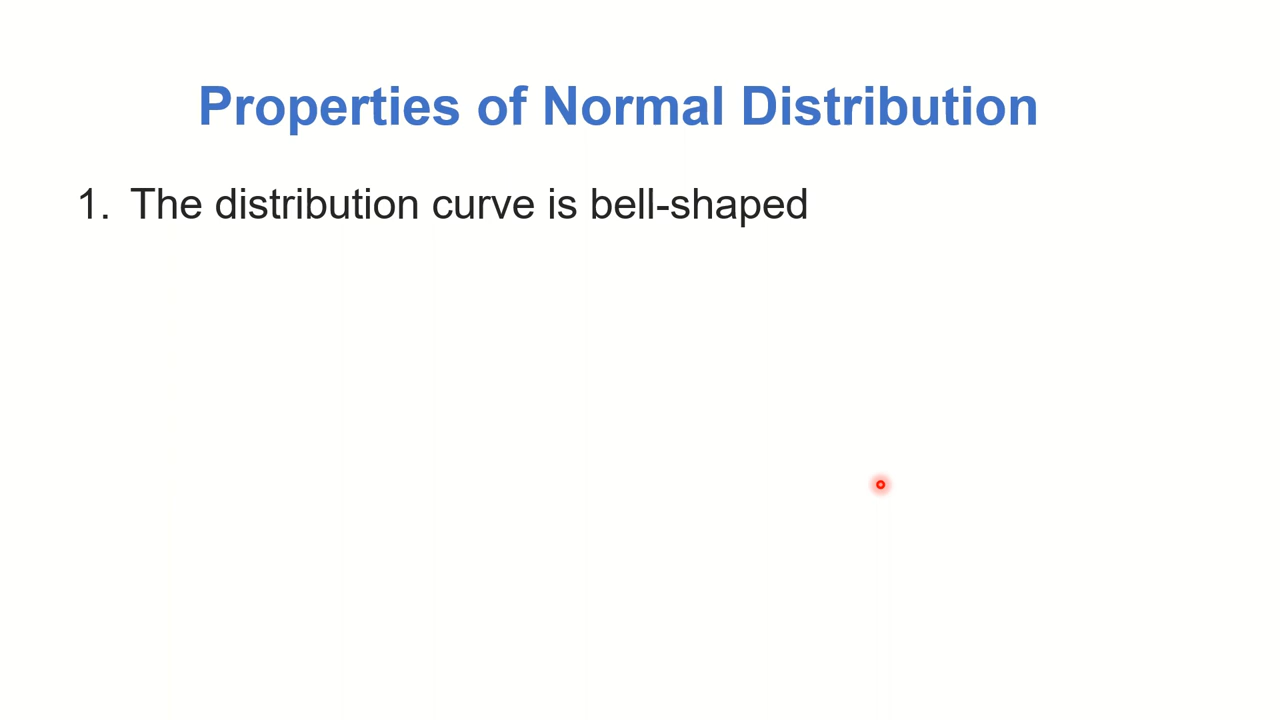 Properties of Normal Distribution
1. The distribution curve is bell-shaped